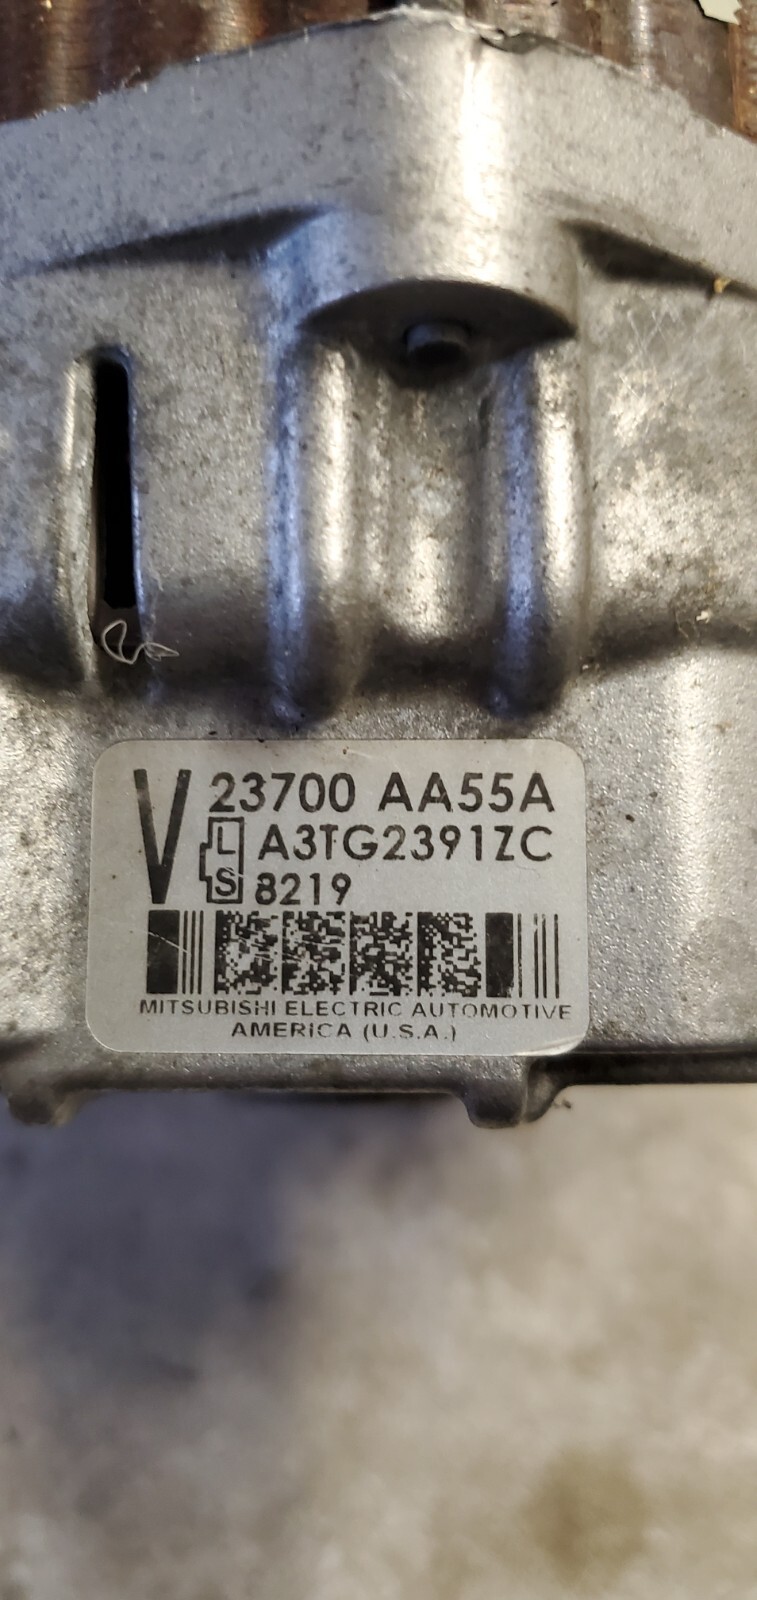 V 23700 AA55A
L A3TG2391ZC
S 8219
MITSUBISHI ELECTRIC AUTOMOTIVE
AMERICA (U.S.A.)